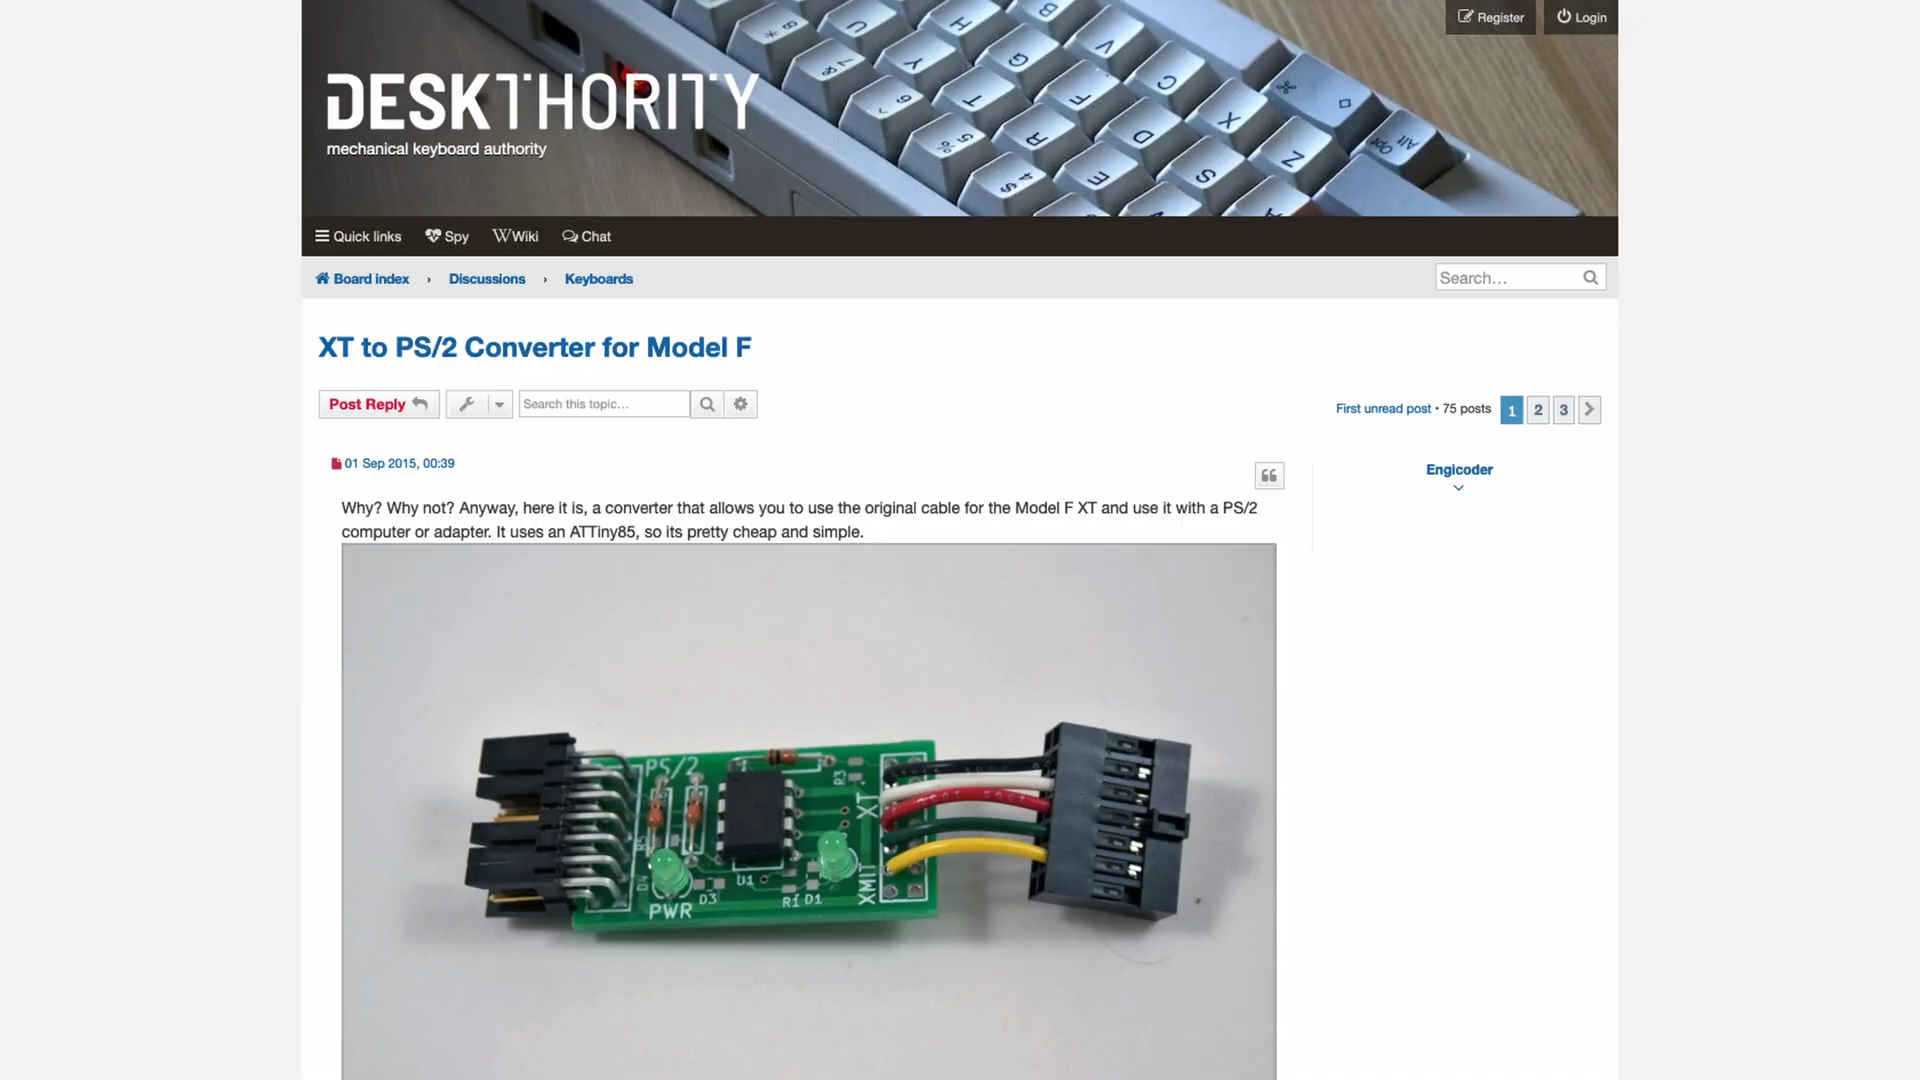 Register
Login
DESKTHORITY
mechanical keyboard authority
Quick links
Spy
Wiki
Chat
Board index › Discussions › Keyboards
Search…
XT to PS/2 Converter for Model F
Post Reply
Search this topic…
First unread post • 75 posts
1
2
3
01 Sep 2015, 00:39
Engicoder
Why? Why not? Anyway, here it is, a converter that allows you to use the original cable for the Model F XT and use it with a PS/2
computer or adapter. It uses an ATTiny85, so its pretty cheap and simple.
PS/2
R3
XT
U1
D4
D3
R1 D1
XMIT
PWR